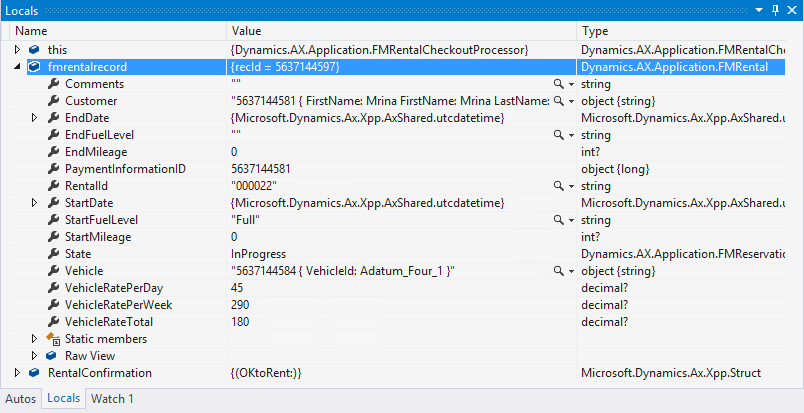 Locals
Name Value Type
this {Dynamics.AX.Application.FMRentalCheckoutProcessor} Dynamics.AX.Application.FMRentalChe
fmrentalrecord {recId = 5637144597} Dynamics.AX.Application.FMRental
Comments "" string
Customer "5637144581 { FirstName: Mrina FirstName: Mrina LastName: object {string}
EndDate {Microsoft.Dynamics.Ax.Xpp.AxShared.utcdatetime} Microsoft.Dynamics.Ax.Xpp.AxShared.u
EndFuelLevel "" string
EndMileage 0 int?
PaymentInformationID 5637144581 object {long}
RentalId "000022" string
StartDate {Microsoft.Dynamics.Ax.Xpp.AxShared.utcdatetime} Microsoft.Dynamics.Ax.Xpp.AxShared.u
StartFuelLevel "Full" string
StartMileage 0 int?
State InProgress Dynamics.AX.Application.FMReservatio
Vehicle "5637144584 { VehicleId: Adatum_Four_1 }" object {string}
VehicleRatePerDay 45 decimal?
VehicleRatePerWeek 290 decimal?
VehicleRateTotal 180 decimal?
Static members
Raw View
RentalConfirmation {(OKtoRent:)} Microsoft.Dynamics.Ax.Xpp.Struct
Autos Locals Watch 1